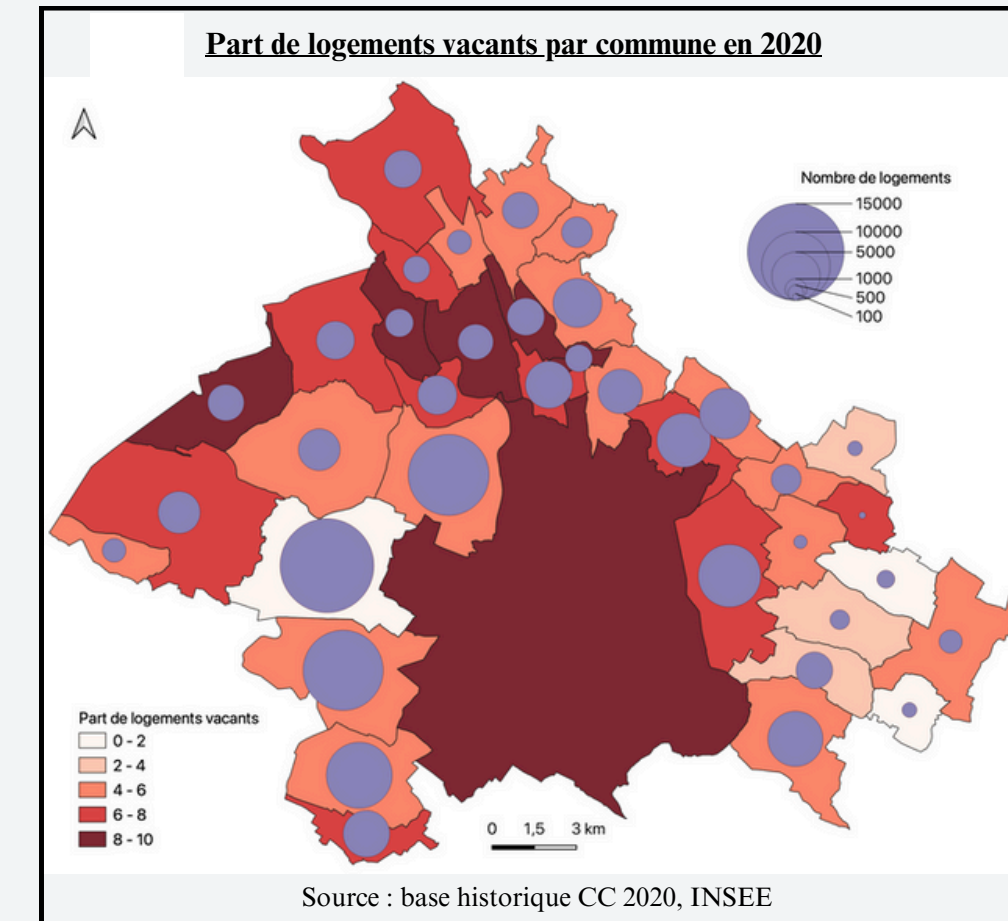 Part de logements vacants par commune en 2020
Nombre de logements
15000
10000
5000
1000
500
100
Part de logements vacants
0 - 2
2 - 4
4 - 6
6 - 8
8 - 10
0 1,5 3 km
Source : base historique CC 2020, INSEE